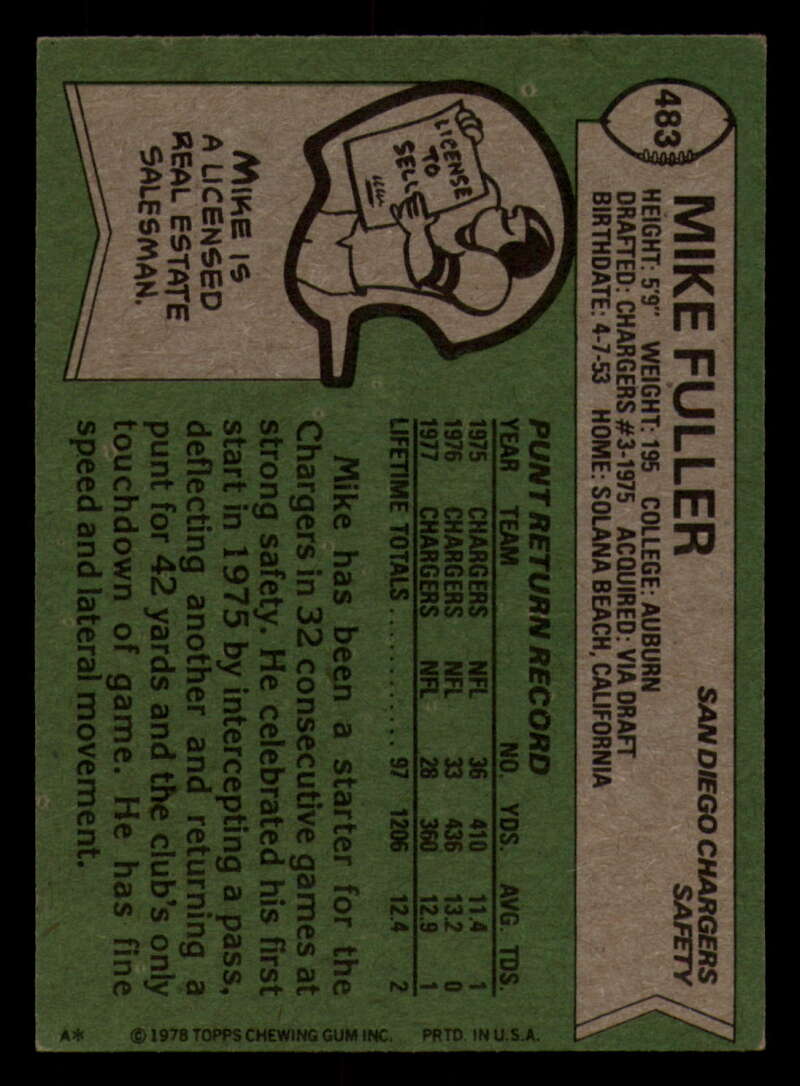 483
MIKE FULLER
SAN DIEGO CHARGERS
SAFETY
HEIGHT: 5'9" WEIGHT: 195 COLLEGE: AUBURN
DRAFTED: CHARGERS #3-1975 ACQUIRED: VIA DRAFT
BIRTHDATE: 4-7-53 HOME: SOLANA BEACH, CALIFORNIA
LICENSE
TO
SELL
MIKE IS
A LICENSED
REAL ESTATE
SALESMAN.
PUNT RETURN RECORD
YEAR TEAM NO. YDS. AVG. TDS.
1975 CHARGERS NFL 36 410 11.4 1
1976 CHARGERS NFL 33 436 13.2 0
1977 CHARGERS NFL 28 360 12.9 1
LIFETIME TOTALS............ 97 1206 12.4 2
Mike has been a starter for the
Chargers in 32 consecutive games at
strong safety. He celebrated his first
start in 1975 by intercepting a pass,
deflecting another and returning a
punt for 42 yards and the club's only
touchdown of game. He has fine
speed and lateral movement.
A* © 1978 TOPPS CHEWING GUM INC. PRTD. IN U.S.A.